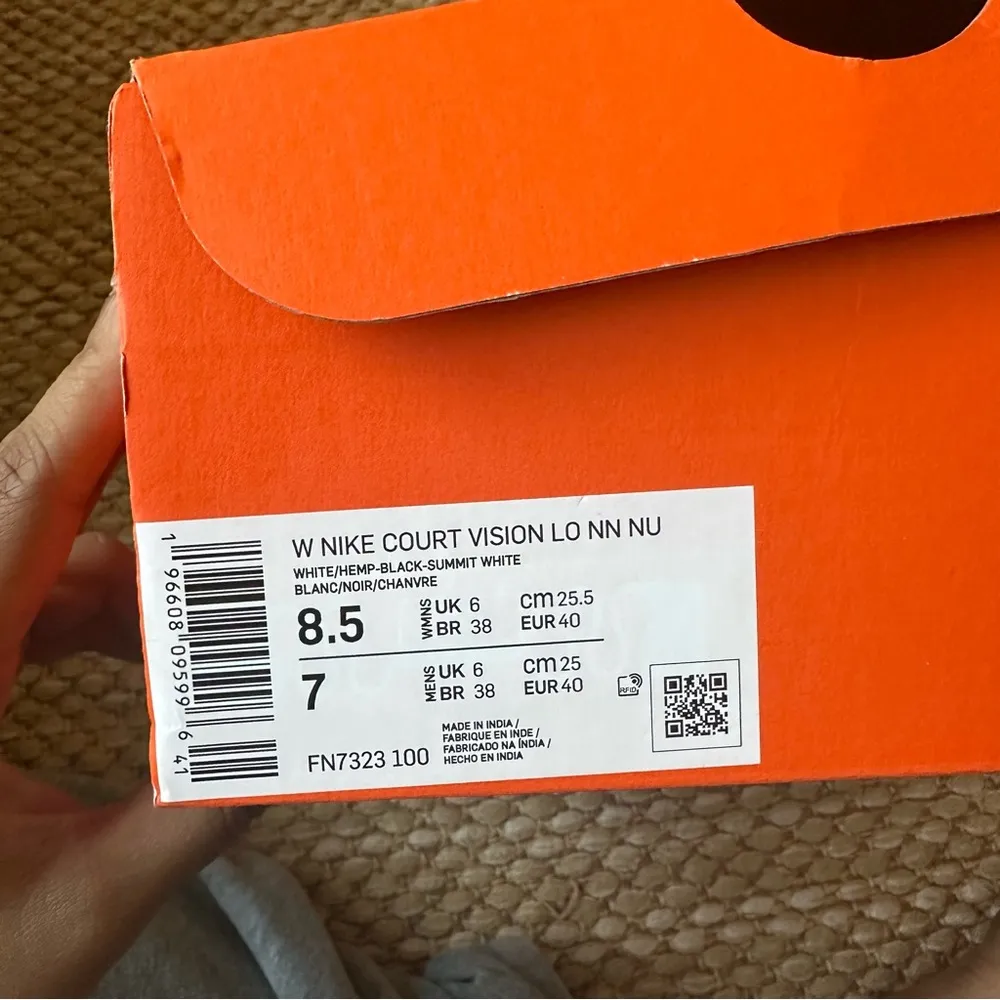 W NIKE COURT VISION LO NN NU
WHITE/HEMP-BLACK-SUMMIT WHITE
BLANC/NOIR/CHANVRE
8.5 WMNS UK 6 cm 25.5
BR 38 EUR 40
7 MENS UK 6 cm 25
BR 38 EUR 40
RFID
FN7323 100
MADE IN INDIA /
FABRIQUE EN INDE /
FABRICADO NA ÍNDIA /
HECHO EN INDIA
1 96608 09599 6 41